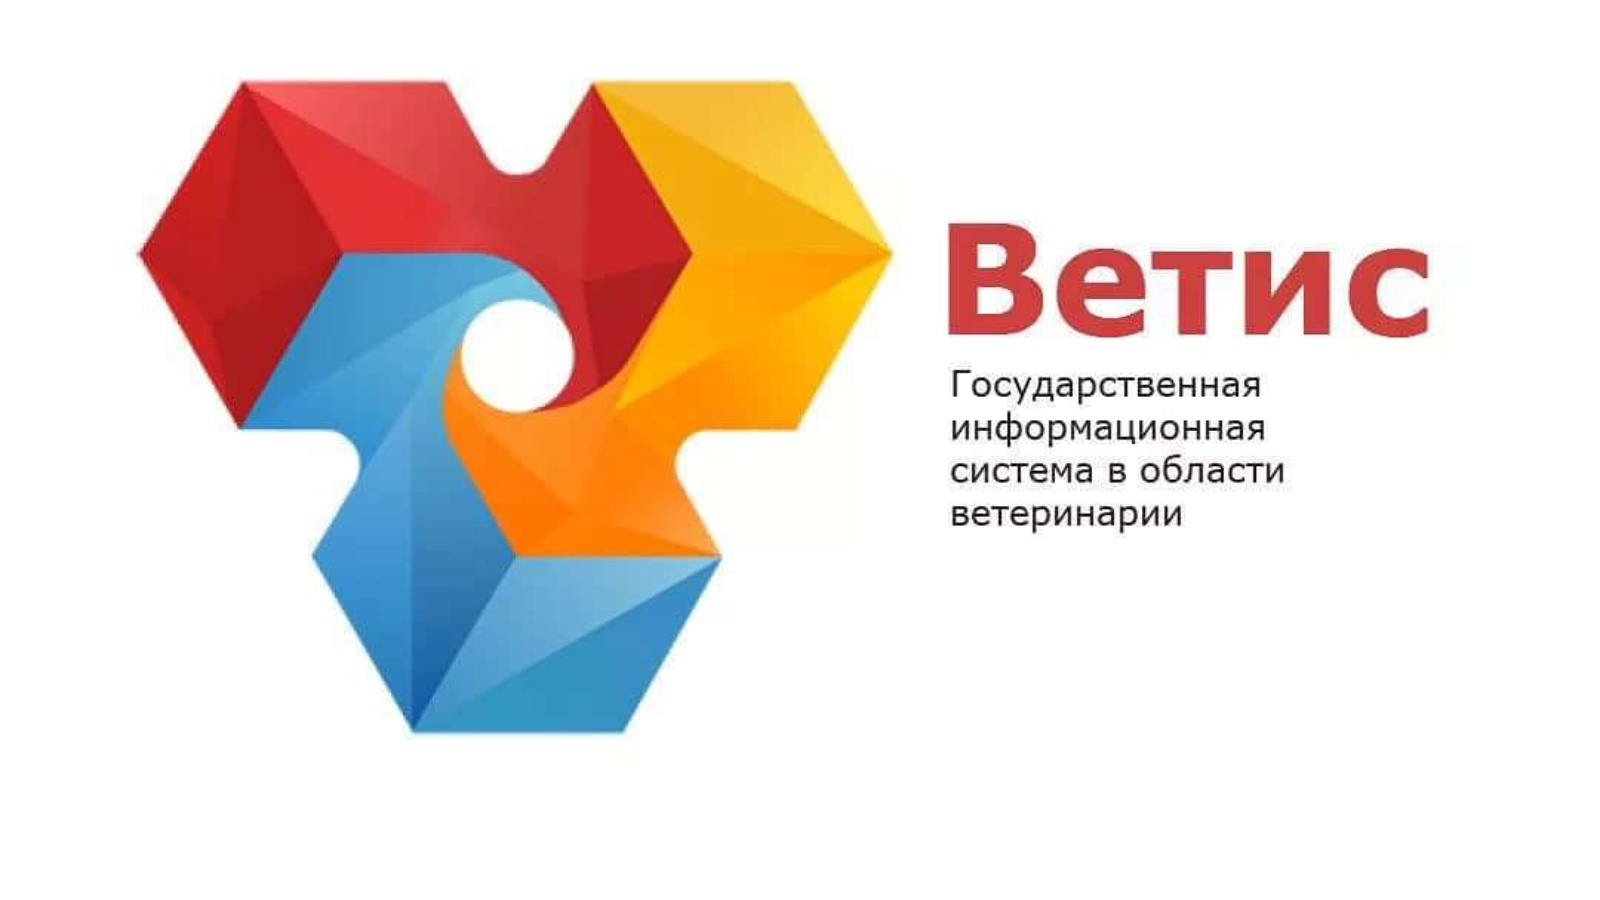 Ветис
Государственная
информационная
система в области
ветеринарии